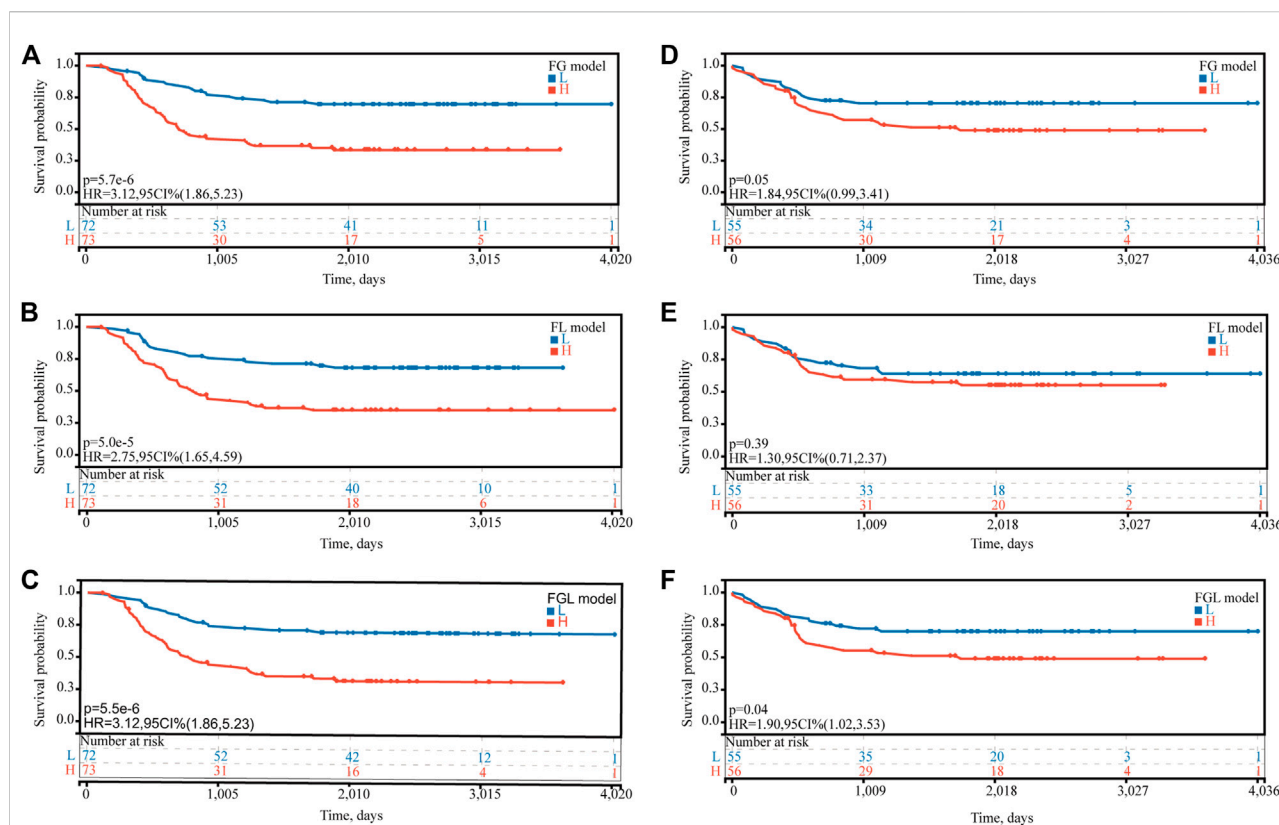 A
Survival probability
1.0
0.8
0.5
0.3
0.0
FG model
L
H
p=5.7e-6
HR=3.12,95CI%(1.86,5.23)
Number at risk
L 72 53 41 11 1
H 73 30 17 5 1
0 1,005 2,010 3,015 4,020
Time, days
D
Survival probability
1.0
0.8
0.5
0.3
0.0
FG model
L
H
p=0.05
HR=1.84,95CI%(0.99,3.41)
Number at risk
L 55 34 21 3 1
H 56 30 17 4 1
0 1,009 2,018 3,027 4,036
Time, days
B
Survival probability
1.0
0.8
0.5
0.3
0.0
FL model
L
H
p=5.0e-5
HR=2.75,95CI%(1.65,4.59)
Number at risk
L 72 52 40 10 1
H 73 31 18 6 1
0 1,005 2,010 3,015 4,020
Time, days
E
Survival probability
1.0
0.8
0.5
0.3
0.0
FL model
L
H
p=0.39
HR=1.30,95CI%(0.71,2.37)
Number at risk
L 55 33 18 5 1
H 56 31 20 2 1
0 1,009 2,018 3,027 4,036
Time, days
C
Survival probability
1.0
0.8
0.5
0.3
0.0
FGL model
L
H
p=5.5e-6
HR=3.12,95CI%(1.86,5.23)
Number at risk
L 72 52 42 12 1
H 73 31 16 4 1
0 1,005 2,010 3,015 4,020
Time, days
F
Survival probability
1.0
0.8
0.5
0.3
0.0
FGL model
L
H
p=0.04
HR=1.90,95CI%(1.02,3.53)
Number at risk
L 55 35 20 3 1
H 56 29 18 4 1
0 1,009 2,018 3,027 4,036
Time, days